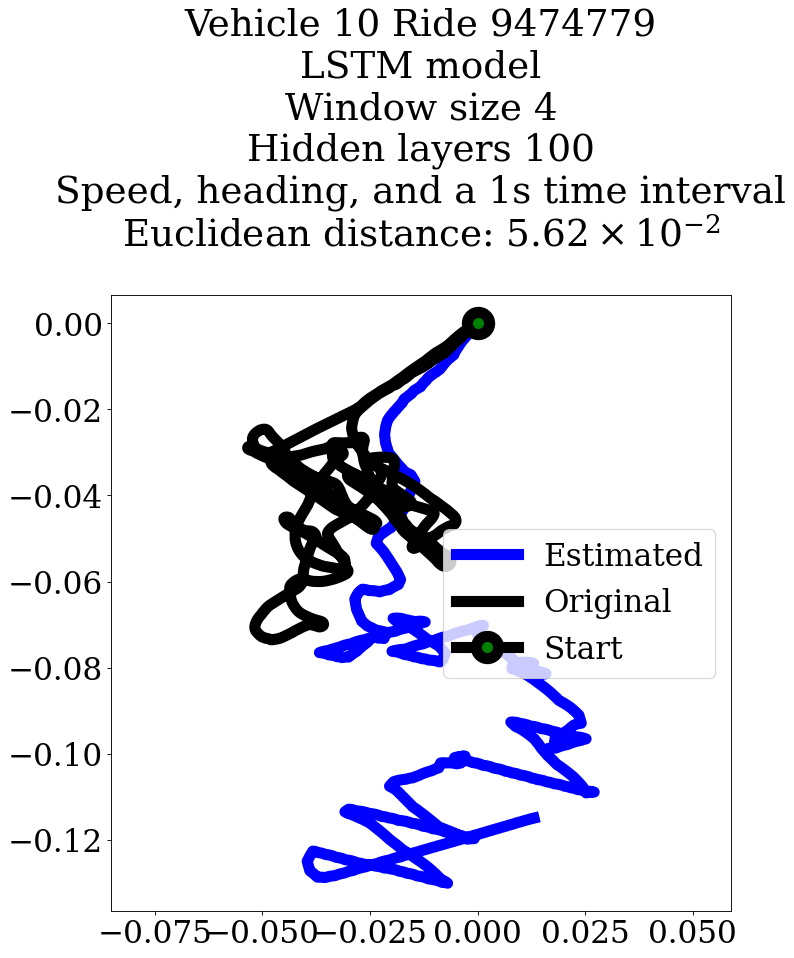 Vehicle 10 Ride 9474779
LSTM model
Window size 4
Hidden layers 100
Speed, heading, and a 1s time interval
Euclidean distance: 5.62 × 10⁻²
0.00
−0.02
−0.04
−0.06
−0.08
−0.10
−0.12
Estimated
Original
Start
−0.075 −0.050 −0.025 0.000 0.025 0.050